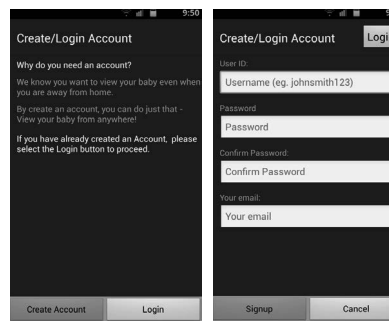 9:50
Create/Login Account
Why do you need an account?
We know you want to view your baby even when
you are away from home.
By create an account, you can do just that -
View your baby from anywhere!
If you have already created an Account, please
select the Login button to proceed.
Create Account
Login
Create/Login Account
Logi
User ID:
Username (eg. johnsmith123)
Password
Password
Confirm Password:
Confirm Password
Your email:
Your email
Signup
Cancel